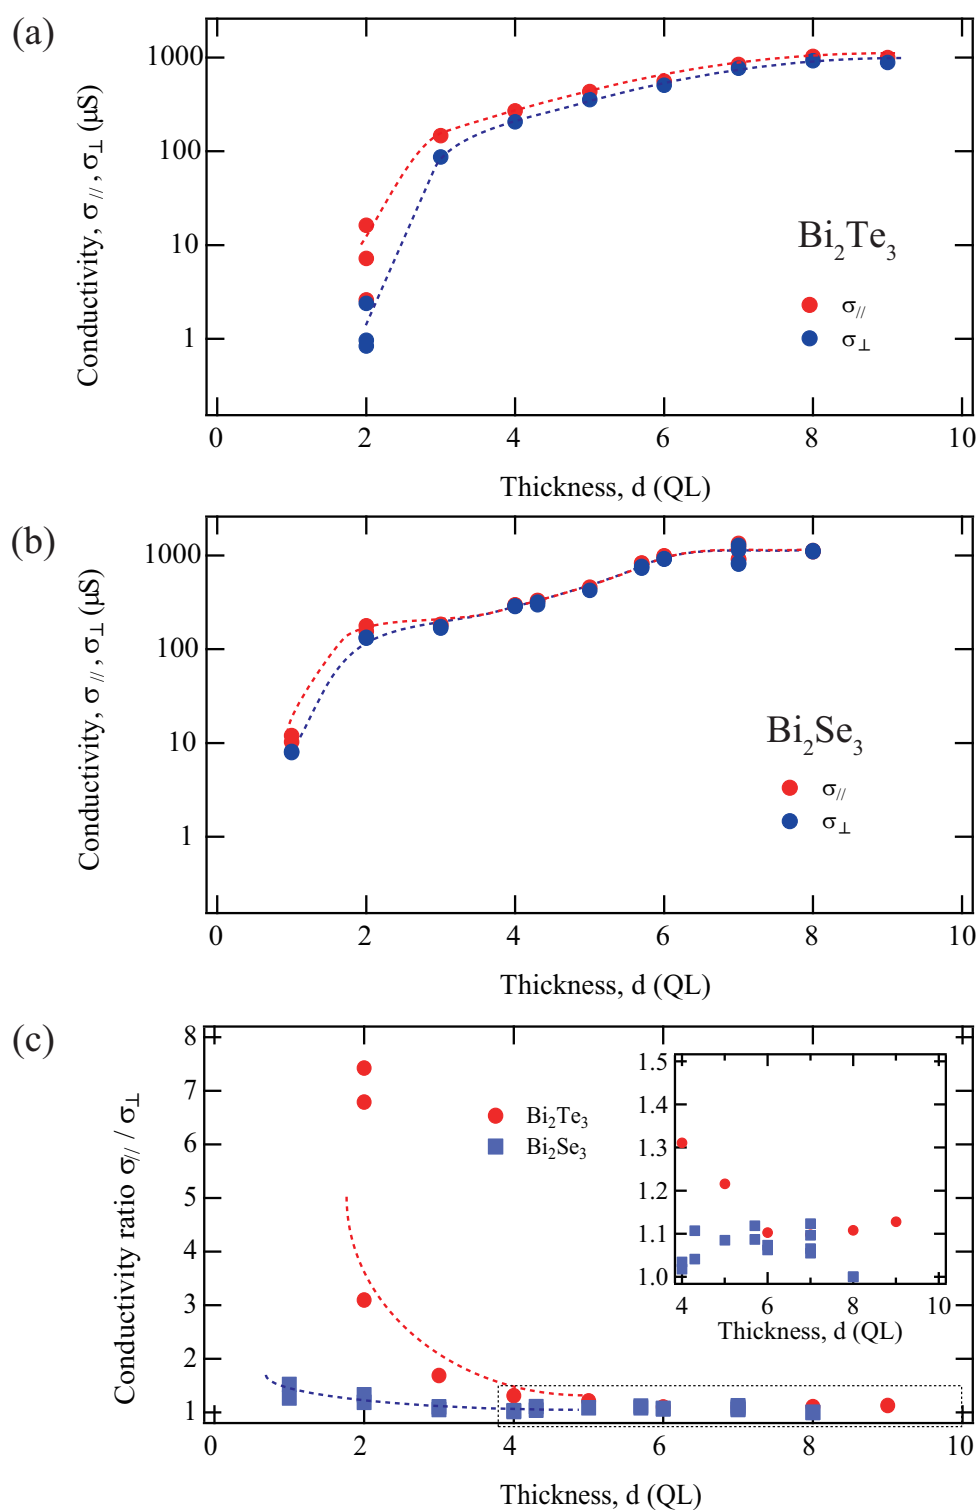 (a)
Conductivity, σ//, σ⊥ (μS)
1000
100
10
1
Bi2Te3
σ//
σ⊥
0 2 4 6 8 10
Thickness, d (QL)
(b)
Conductivity, σ//, σ⊥ (μS)
1000
100
10
1
Bi2Se3
σ//
σ⊥
0 2 4 6 8 10
Thickness, d (QL)
(c)
Conductivity ratio σ// / σ⊥
8
7
6
5
4
3
2
1
Bi2Te3
Bi2Se3
1.5
1.4
1.3
1.2
1.1
1.0
4 6 8 10
Thickness, d (QL)
0 2 4 6 8 10
Thickness, d (QL)